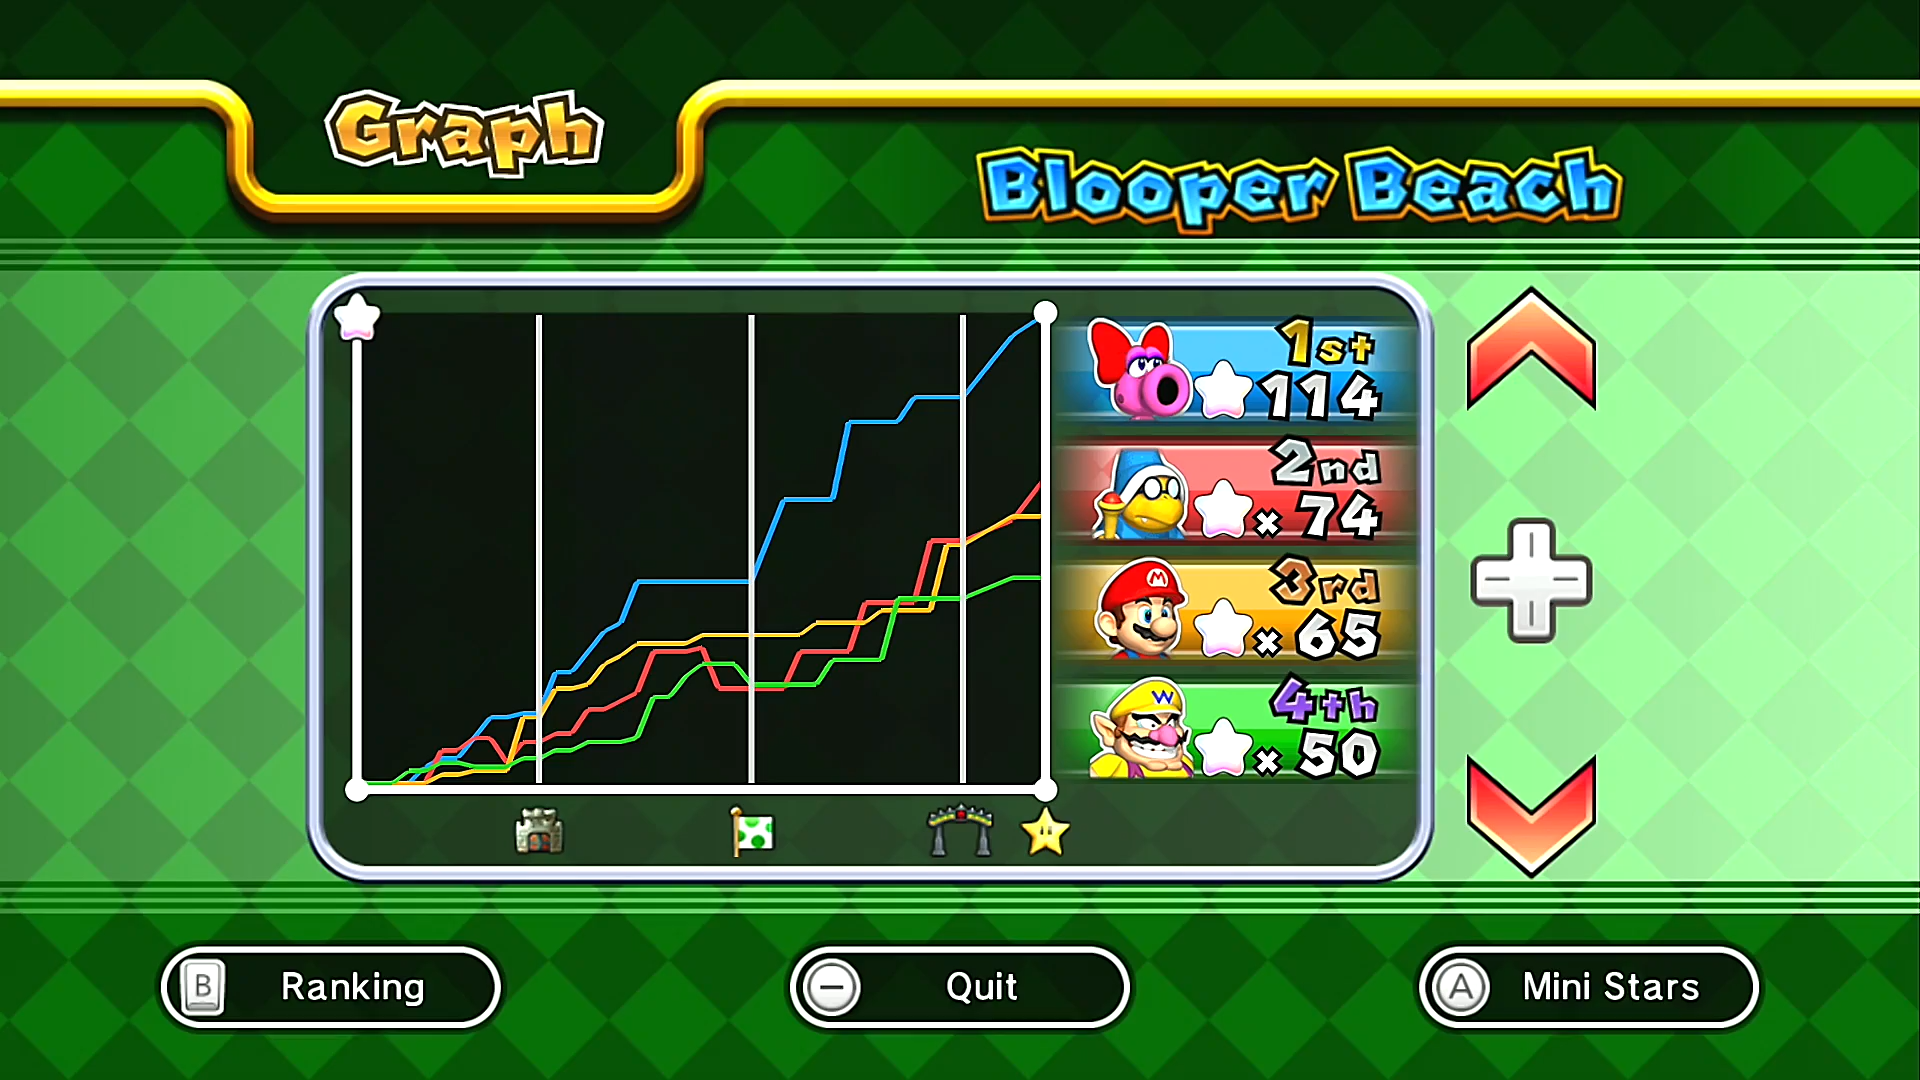 Graph
Blooper Beach
1st
114
2nd
× 74
3rd
× 65
4th
× 50
B Ranking
− Quit
A Mini Stars